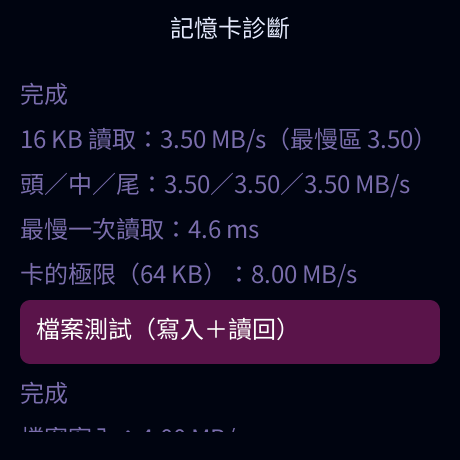 記憶卡診斷
完成
16 KB 讀取：3.50 MB/s（最慢區 3.50）
頭／中／尾：3.50／3.50／3.50 MB/s
最慢一次讀取：4.6 ms
卡的極限（64 KB）：8.00 MB/s
檔案測試（寫入＋讀回）
完成